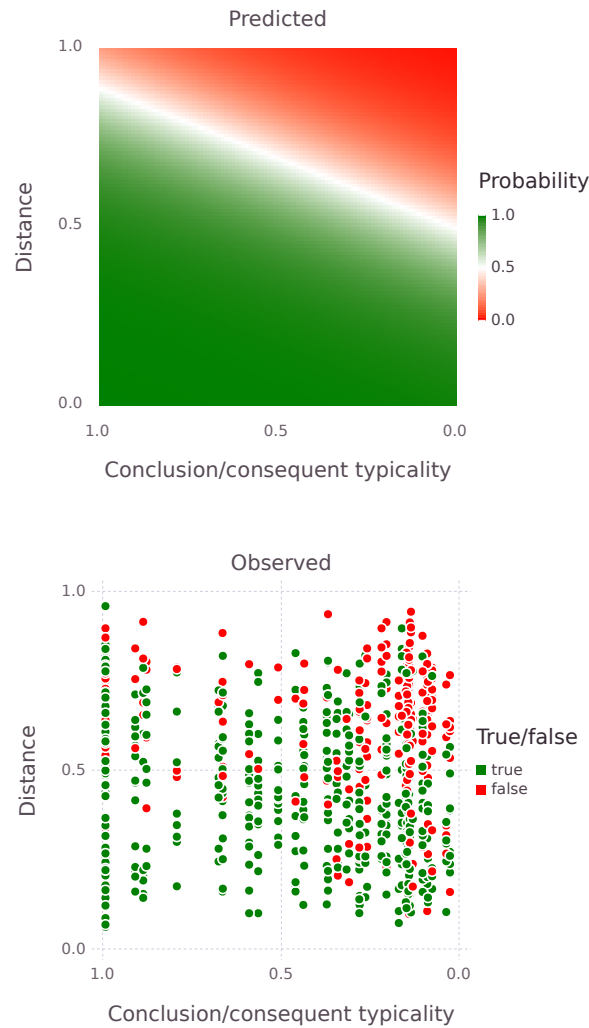 Predicted
1.0
0.5
0.0
Distance
1.0 0.5 0.0
Conclusion/consequent typicality
Probability
1.0
0.5
0.0
Observed
1.0
0.5
0.0
Distance
1.0 0.5 0.0
Conclusion/consequent typicality
True/false
true
false